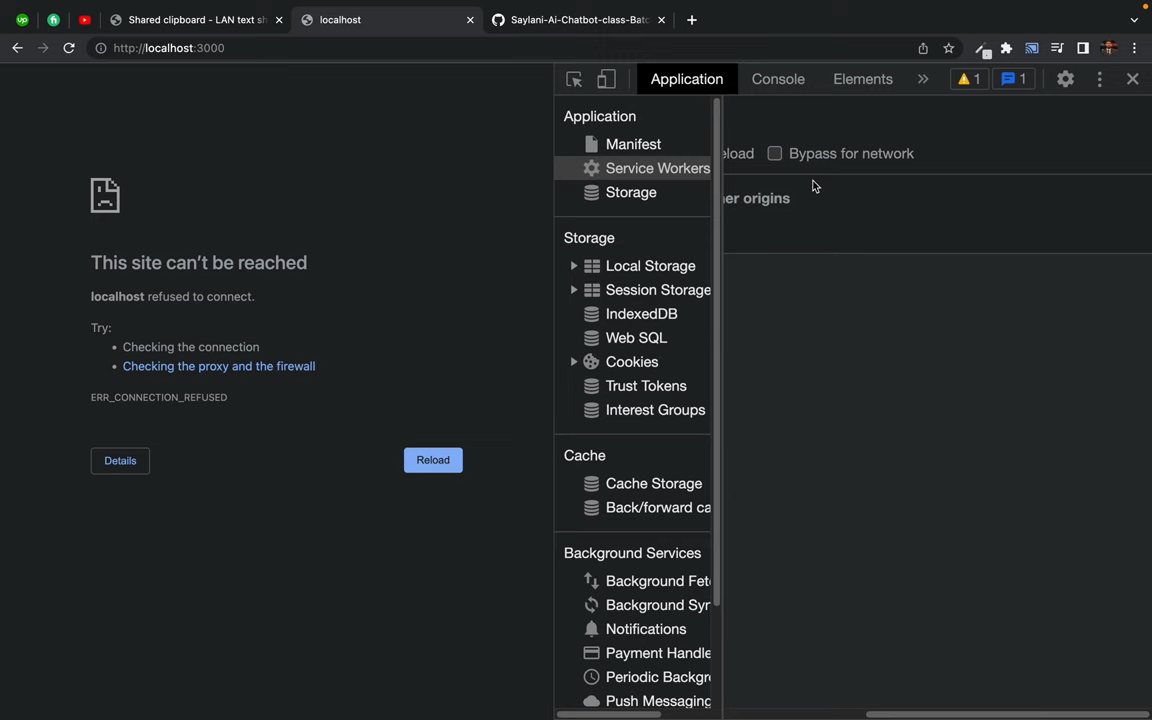 Shared clipboard - LAN text sh
localhost
Saylani-Ai-Chatbot-class-Batc
http://localhost:3000
Application
Console
Elements
1
1
This site can't be reached
localhost refused to connect.
Try:
Checking the connection
Checking the proxy and the firewall
ERR_CONNECTION_REFUSED
Details
Reload
Application
Manifest
Service Workers
Storage
Storage
Local Storage
Session Storage
IndexedDB
Web SQL
Cookies
Trust Tokens
Interest Groups
Cache
Cache Storage
Back/forward ca
Background Services
Background Fet
Background Syn
Notifications
Payment Handle
Periodic Backgr
Push Messaging
eload
Bypass for network
er origins